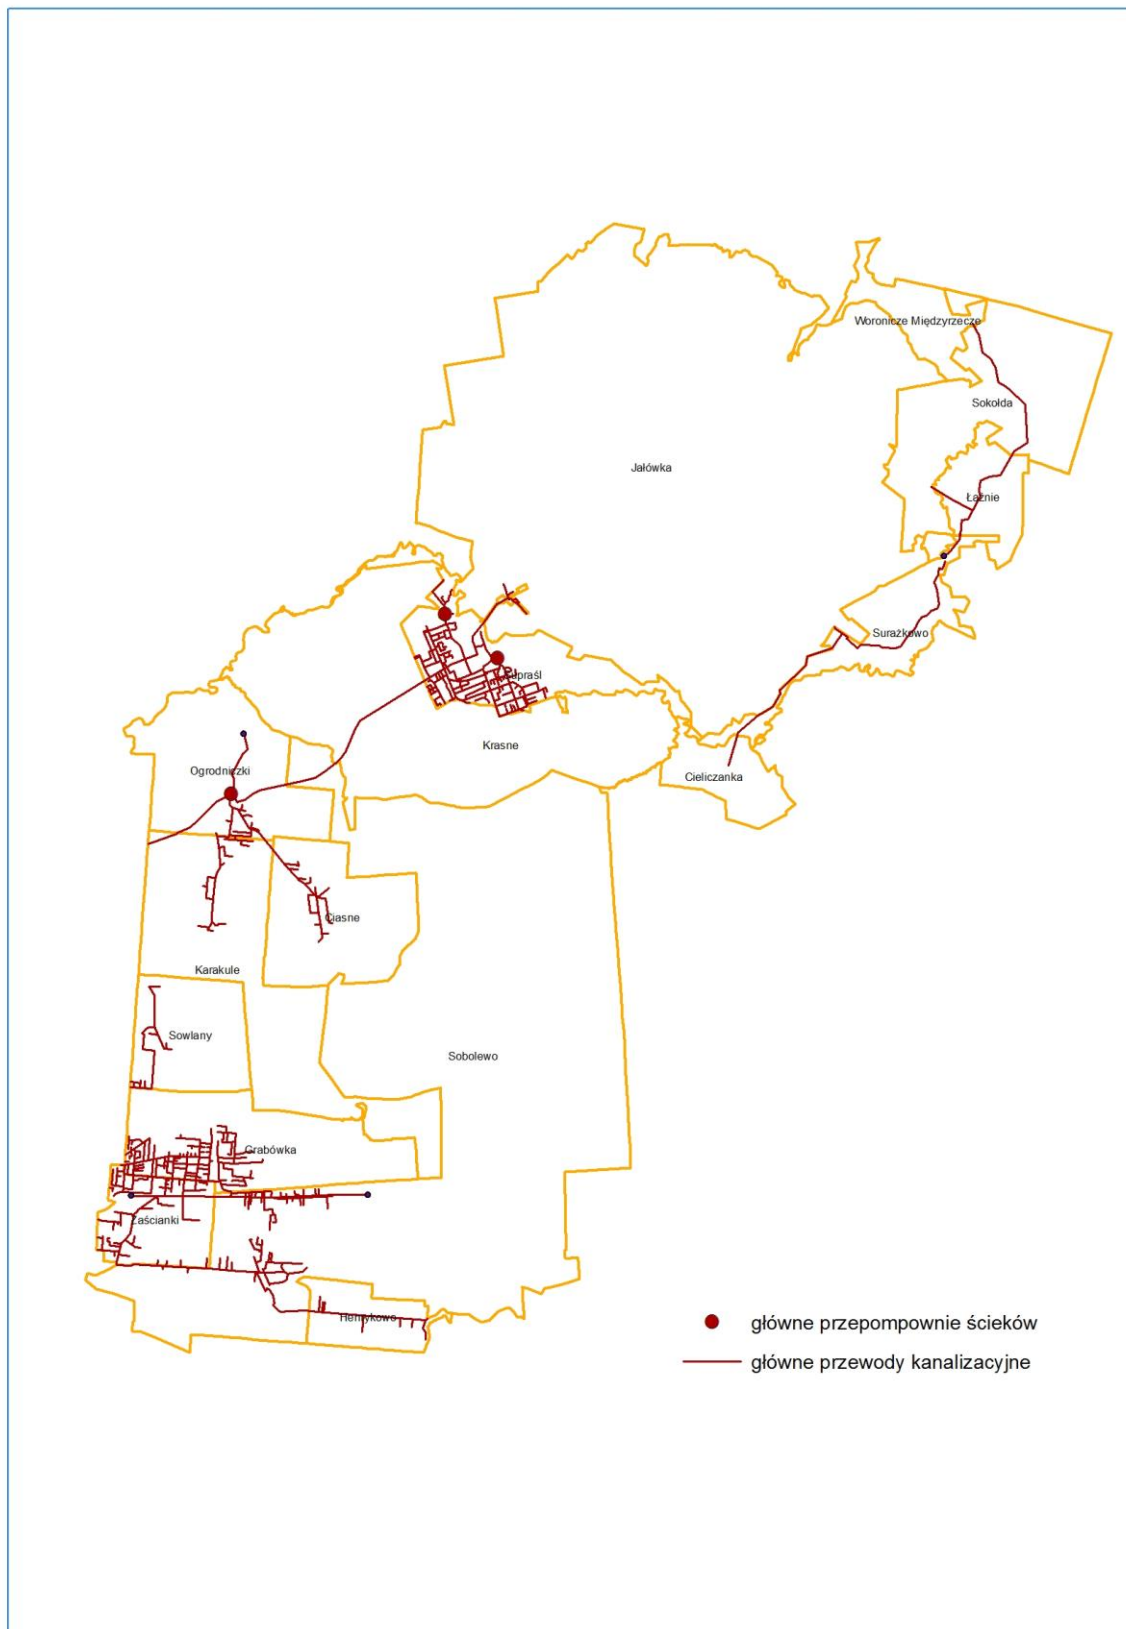 Woronicze Międzyrzecze
Sokołda
Jałówka
Łaźnie
Surażkowo
Supraśl
Krasne
Ogrodniczki
Cieliczanka
Ciasne
Karakule
Sowlany
Sobolewo
Grabówka
Zaścianki
Henrykowo
główne przepompownie ścieków
główne przewody kanalizacyjne